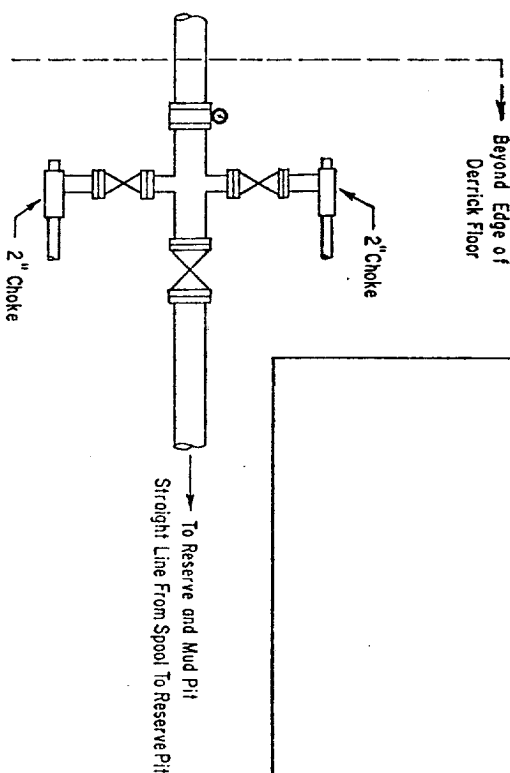 Beyond Edge of
Derrick Floor
2" Choke
2" Choke
To Reserve and Mud Pit
Straight Line From Spool To Reserve Pit